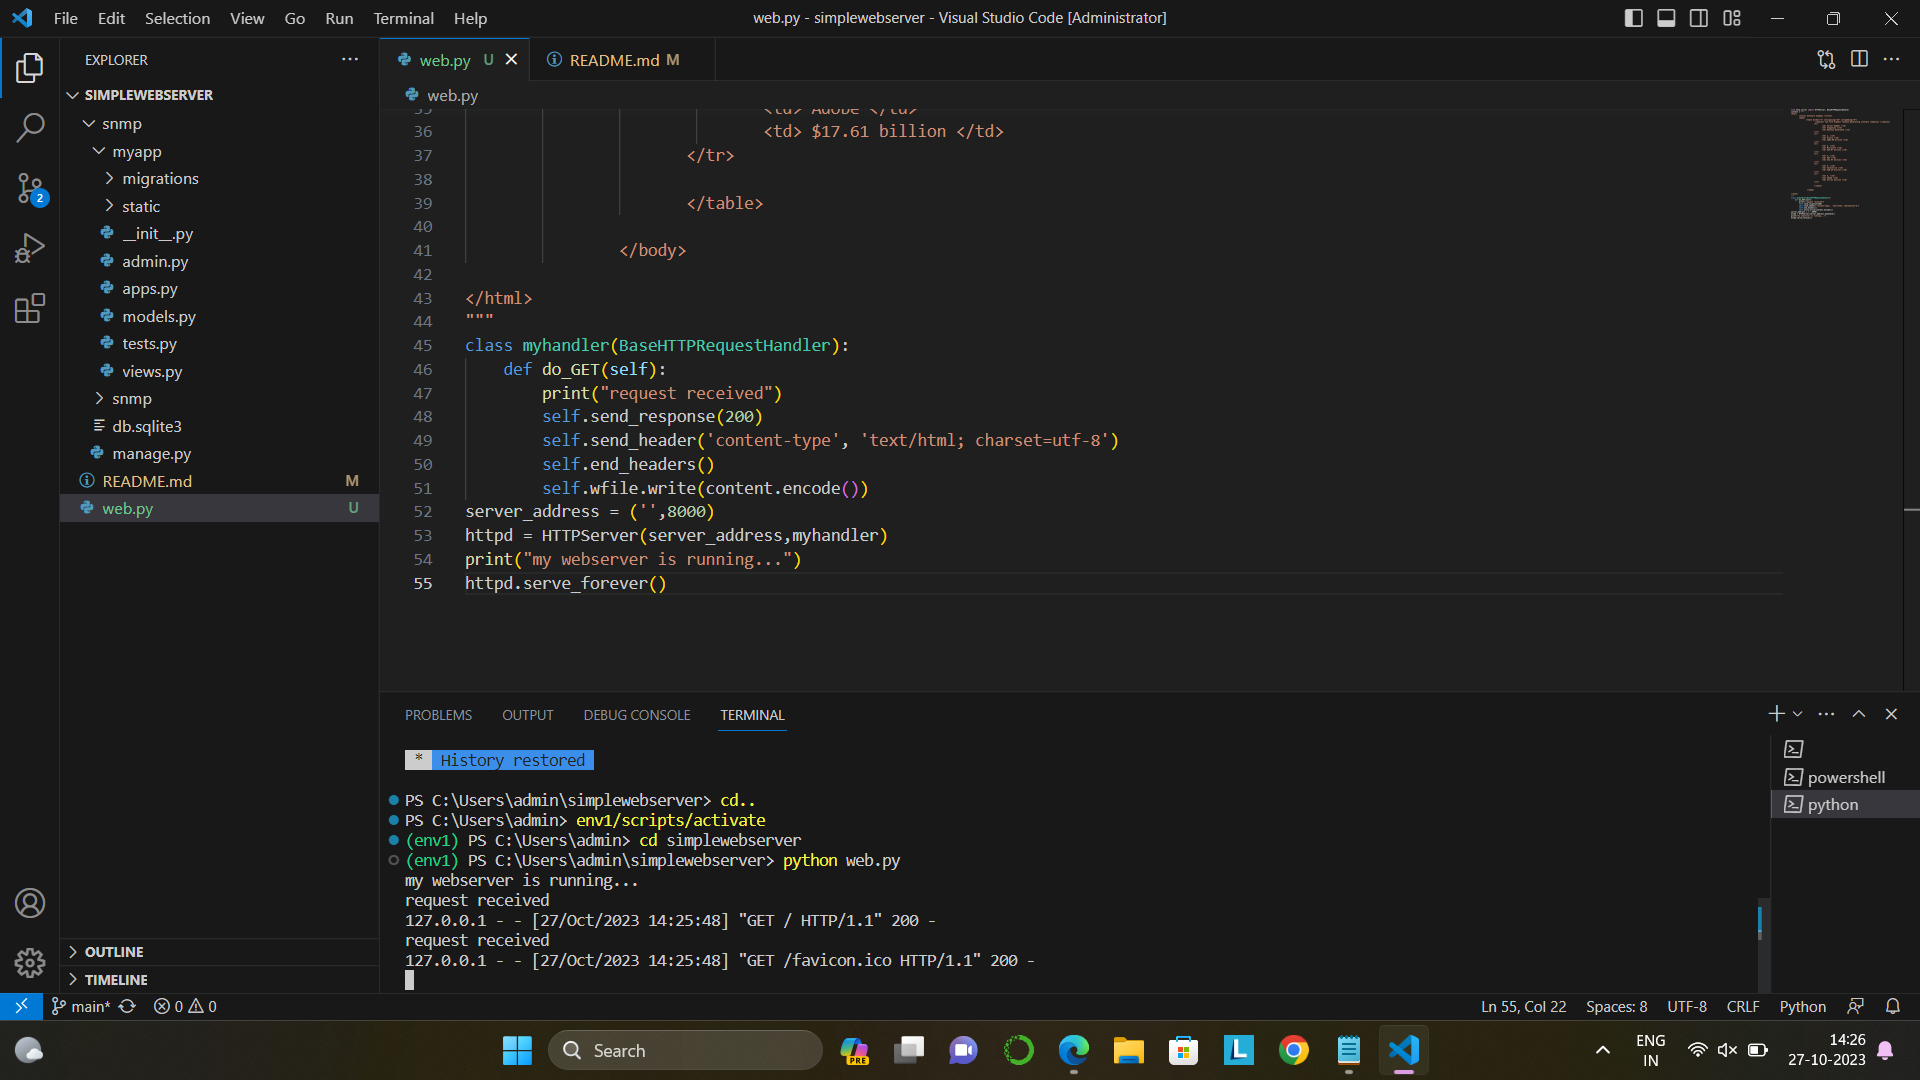 File Edit Selection View Go Run Terminal Help
web.py - simplewebserver - Visual Studio Code [Administrator]
EXPLORER
SIMPLEWEBSERVER
snmp
myapp
migrations
static
__init__.py
admin.py
apps.py
models.py
tests.py
views.py
snmp
db.sqlite3
manage.py
README.md M
web.py U
OUTLINE
TIMELINE
2
web.py U
README.md M
web.py
35 <td> Adobe </td>
36 <td> $17.61 billion </td>
37 </tr>
38
39 </table>
40
41 </body>
42
43 </html>
44 """
45 class myhandler(BaseHTTPRequestHandler):
46 def do_GET(self):
47 print("request received")
48 self.send_response(200)
49 self.send_header('content-type', 'text/html; charset=utf-8')
50 self.end_headers()
51 self.wfile.write(content.encode())
52 server_address = ('',8000)
53 httpd = HTTPServer(server_address,myhandler)
54 print("my webserver is running...")
55 httpd.serve_forever()
PROBLEMS OUTPUT DEBUG CONSOLE TERMINAL
* History restored
PS C:\Users\admin\simplewebserver> cd..
PS C:\Users\admin> env1/scripts/activate
(env1) PS C:\Users\admin> cd simplewebserver
(env1) PS C:\Users\admin\simplewebserver> python web.py
my webserver is running...
request received
127.0.0.1 - - [27/Oct/2023 14:25:48] "GET / HTTP/1.1" 200 -
request received
127.0.0.1 - - [27/Oct/2023 14:25:48] "GET /favicon.ico HTTP/1.1" 200 -
powershell
python
main* 0 0
Ln 55, Col 22 Spaces: 8 UTF-8 CRLF Python
Search
PRE
L
ENG
IN
14:26
27-10-2023